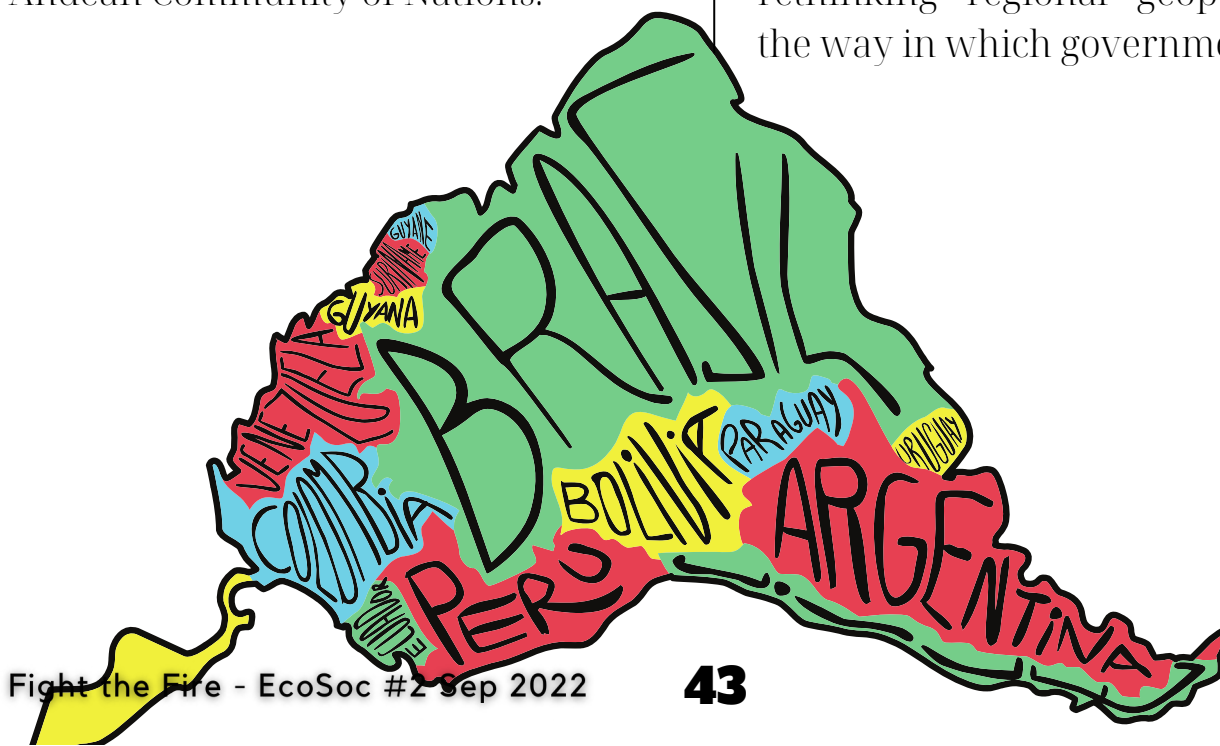 Andean Community of Nations.
rethinking regional geop
the way in which governme
GUYANE
SURINAME
GUYANA
VENEZUELA
BRASIL
COLOMBiA
ECUADOR
PERU
BOLiViA
PARAGUAY
URUGUAY
ARGENTiNA
Fight the Fire - EcoSoc #2 Sep 2022
43